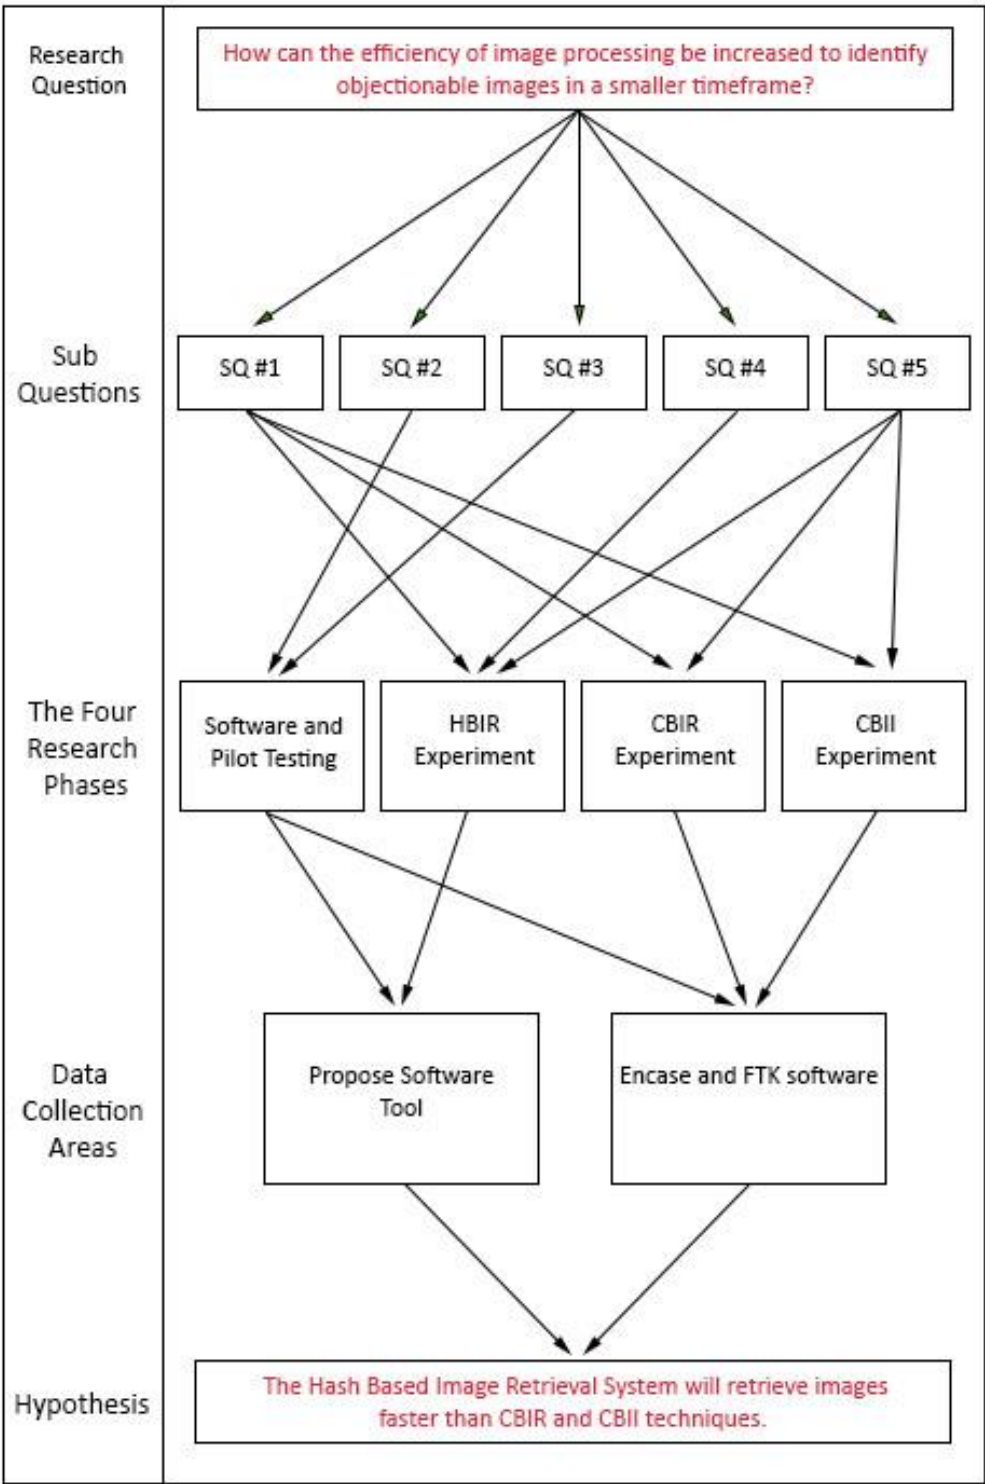 Research
Question
How can the efficiency of image processing be increased to identify
objectionable images in a smaller timeframe?
Sub
Questions
SQ #1
SQ #2
SQ #3
SQ #4
SQ #5
The Four
Research
Phases
Software and
Pilot Testing
HBIR
Experiment
CBIR
Experiment
CBII
Experiment
Data
Collection
Areas
Propose Software
Tool
Encase and FTK software
Hypothesis
The Hash Based Image Retrieval System will retrieve images
faster than CBIR and CBII techniques.